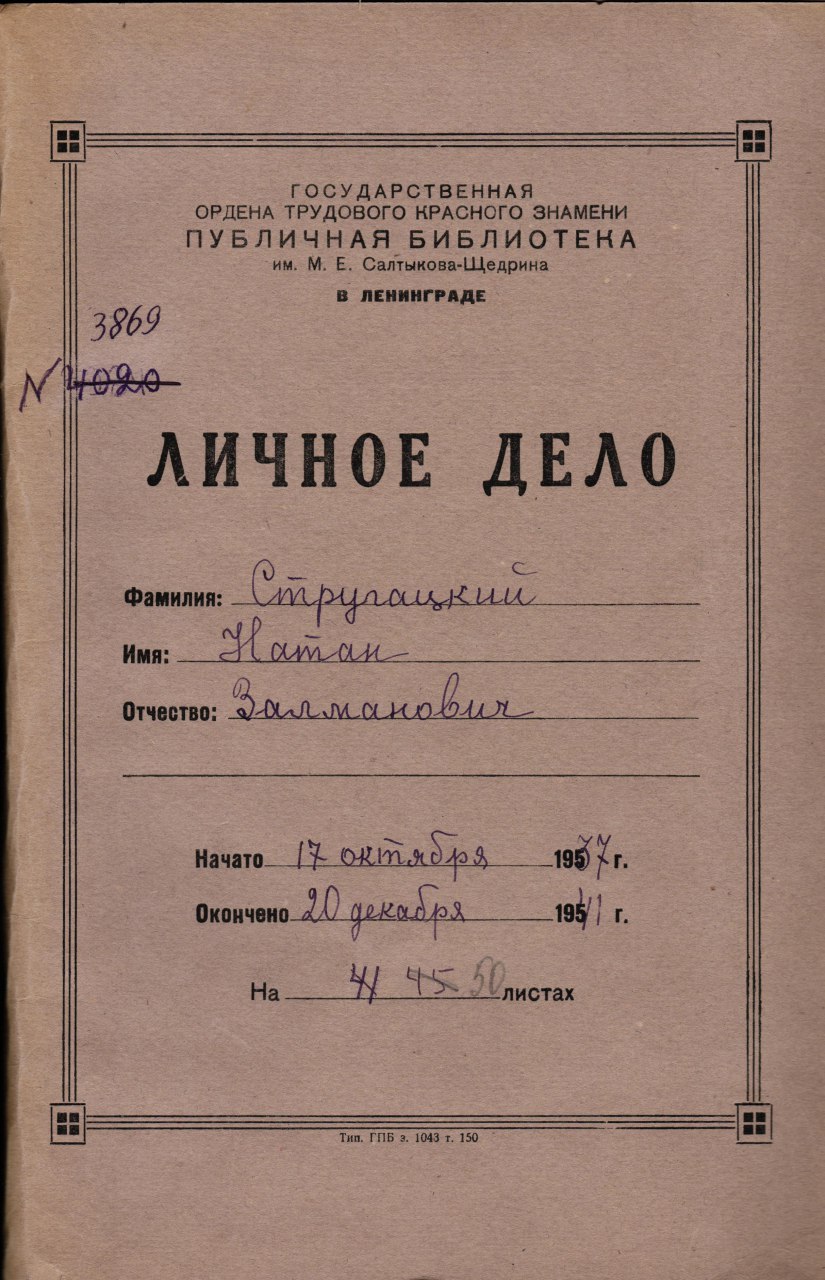 ГОСУДАРСТВЕННАЯ
ОРДЕНА ТРУДОВОГО КРАСНОГО ЗНАМЕНИ
ПУБЛИЧНАЯ БИБЛИОТЕКА
им. М. Е. Салтыкова-Щедрина
В ЛЕНИНГРАДЕ
3869
N 4020
ЛИЧНОЕ ДЕЛО
Фамилия: Стругацкий
Имя: Натан
Отчество: Залманович
Начато 17 октября 1937 г.
Окончено 20 декабря 1941 г.
На 41 45 50 листах
Тип. ГПБ з. 1043 т. 150